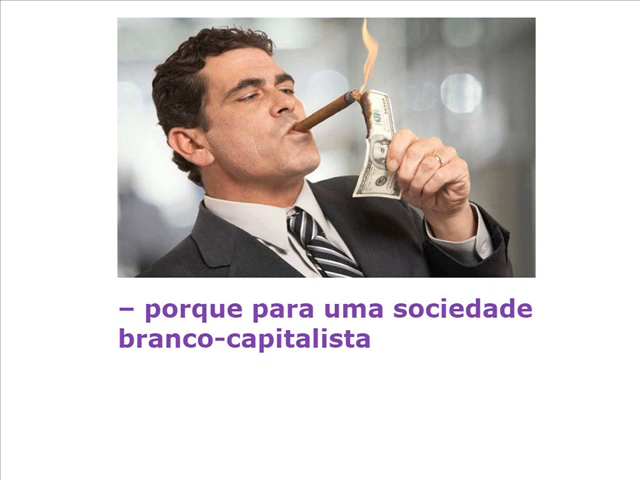 – porque para uma sociedade
branco-capitalista